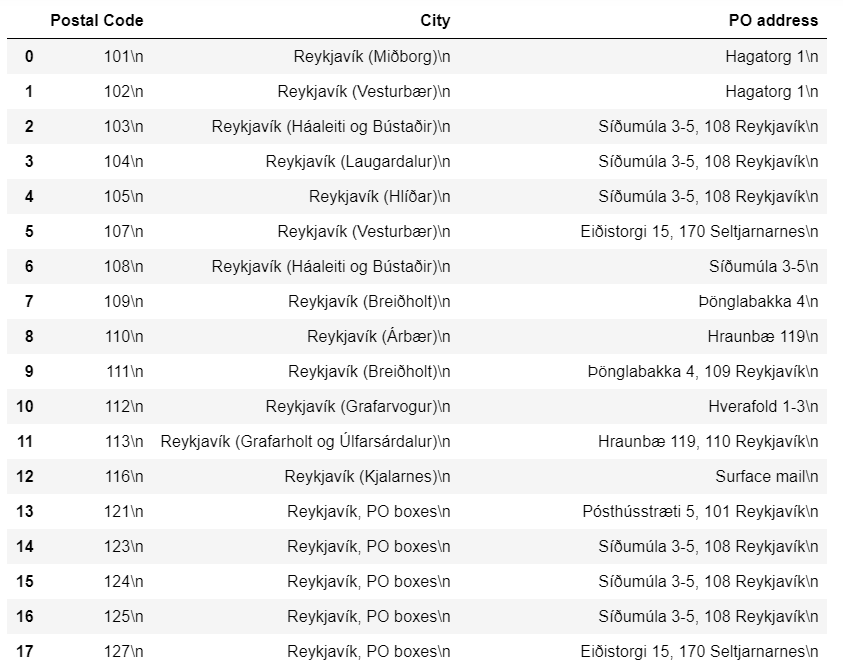 Postal Code City PO address
0 101\n Reykjavík (Miðborg)\n Hagatorg 1\n
1 102\n Reykjavík (Vesturbær)\n Hagatorg 1\n
2 103\n Reykjavík (Háaleiti og Bústaðir)\n Síðumúla 3-5, 108 Reykjavík\n
3 104\n Reykjavík (Laugardalur)\n Síðumúla 3-5, 108 Reykjavík\n
4 105\n Reykjavík (Hlíðar)\n Síðumúla 3-5, 108 Reykjavík\n
5 107\n Reykjavík (Vesturbær)\n Eiðistorgi 15, 170 Seltjarnarnes\n
6 108\n Reykjavík (Háaleiti og Bústaðir)\n Síðumúla 3-5\n
7 109\n Reykjavík (Breiðholt)\n Þönglabakka 4\n
8 110\n Reykjavík (Árbær)\n Hraunbæ 119\n
9 111\n Reykjavík (Breiðholt)\n Þönglabakka 4, 109 Reykjavík\n
10 112\n Reykjavík (Grafarvogur)\n Hverafold 1-3\n
11 113\n Reykjavík (Grafarholt og Úlfarsárdalur)\n Hraunbæ 119, 110 Reykjavík\n
12 116\n Reykjavík (Kjalarnes)\n Surface mail\n
13 121\n Reykjavík, PO boxes\n Pósthússtræti 5, 101 Reykjavík\n
14 123\n Reykjavík, PO boxes\n Síðumúla 3-5, 108 Reykjavík\n
15 124\n Reykjavík, PO boxes\n Síðumúla 3-5, 108 Reykjavík\n
16 125\n Reykjavík, PO boxes\n Síðumúla 3-5, 108 Reykjavík\n
17 127\n Reykjavík, PO boxes\n Eiðistorgi 15, 170 Seltjarnarnes\n